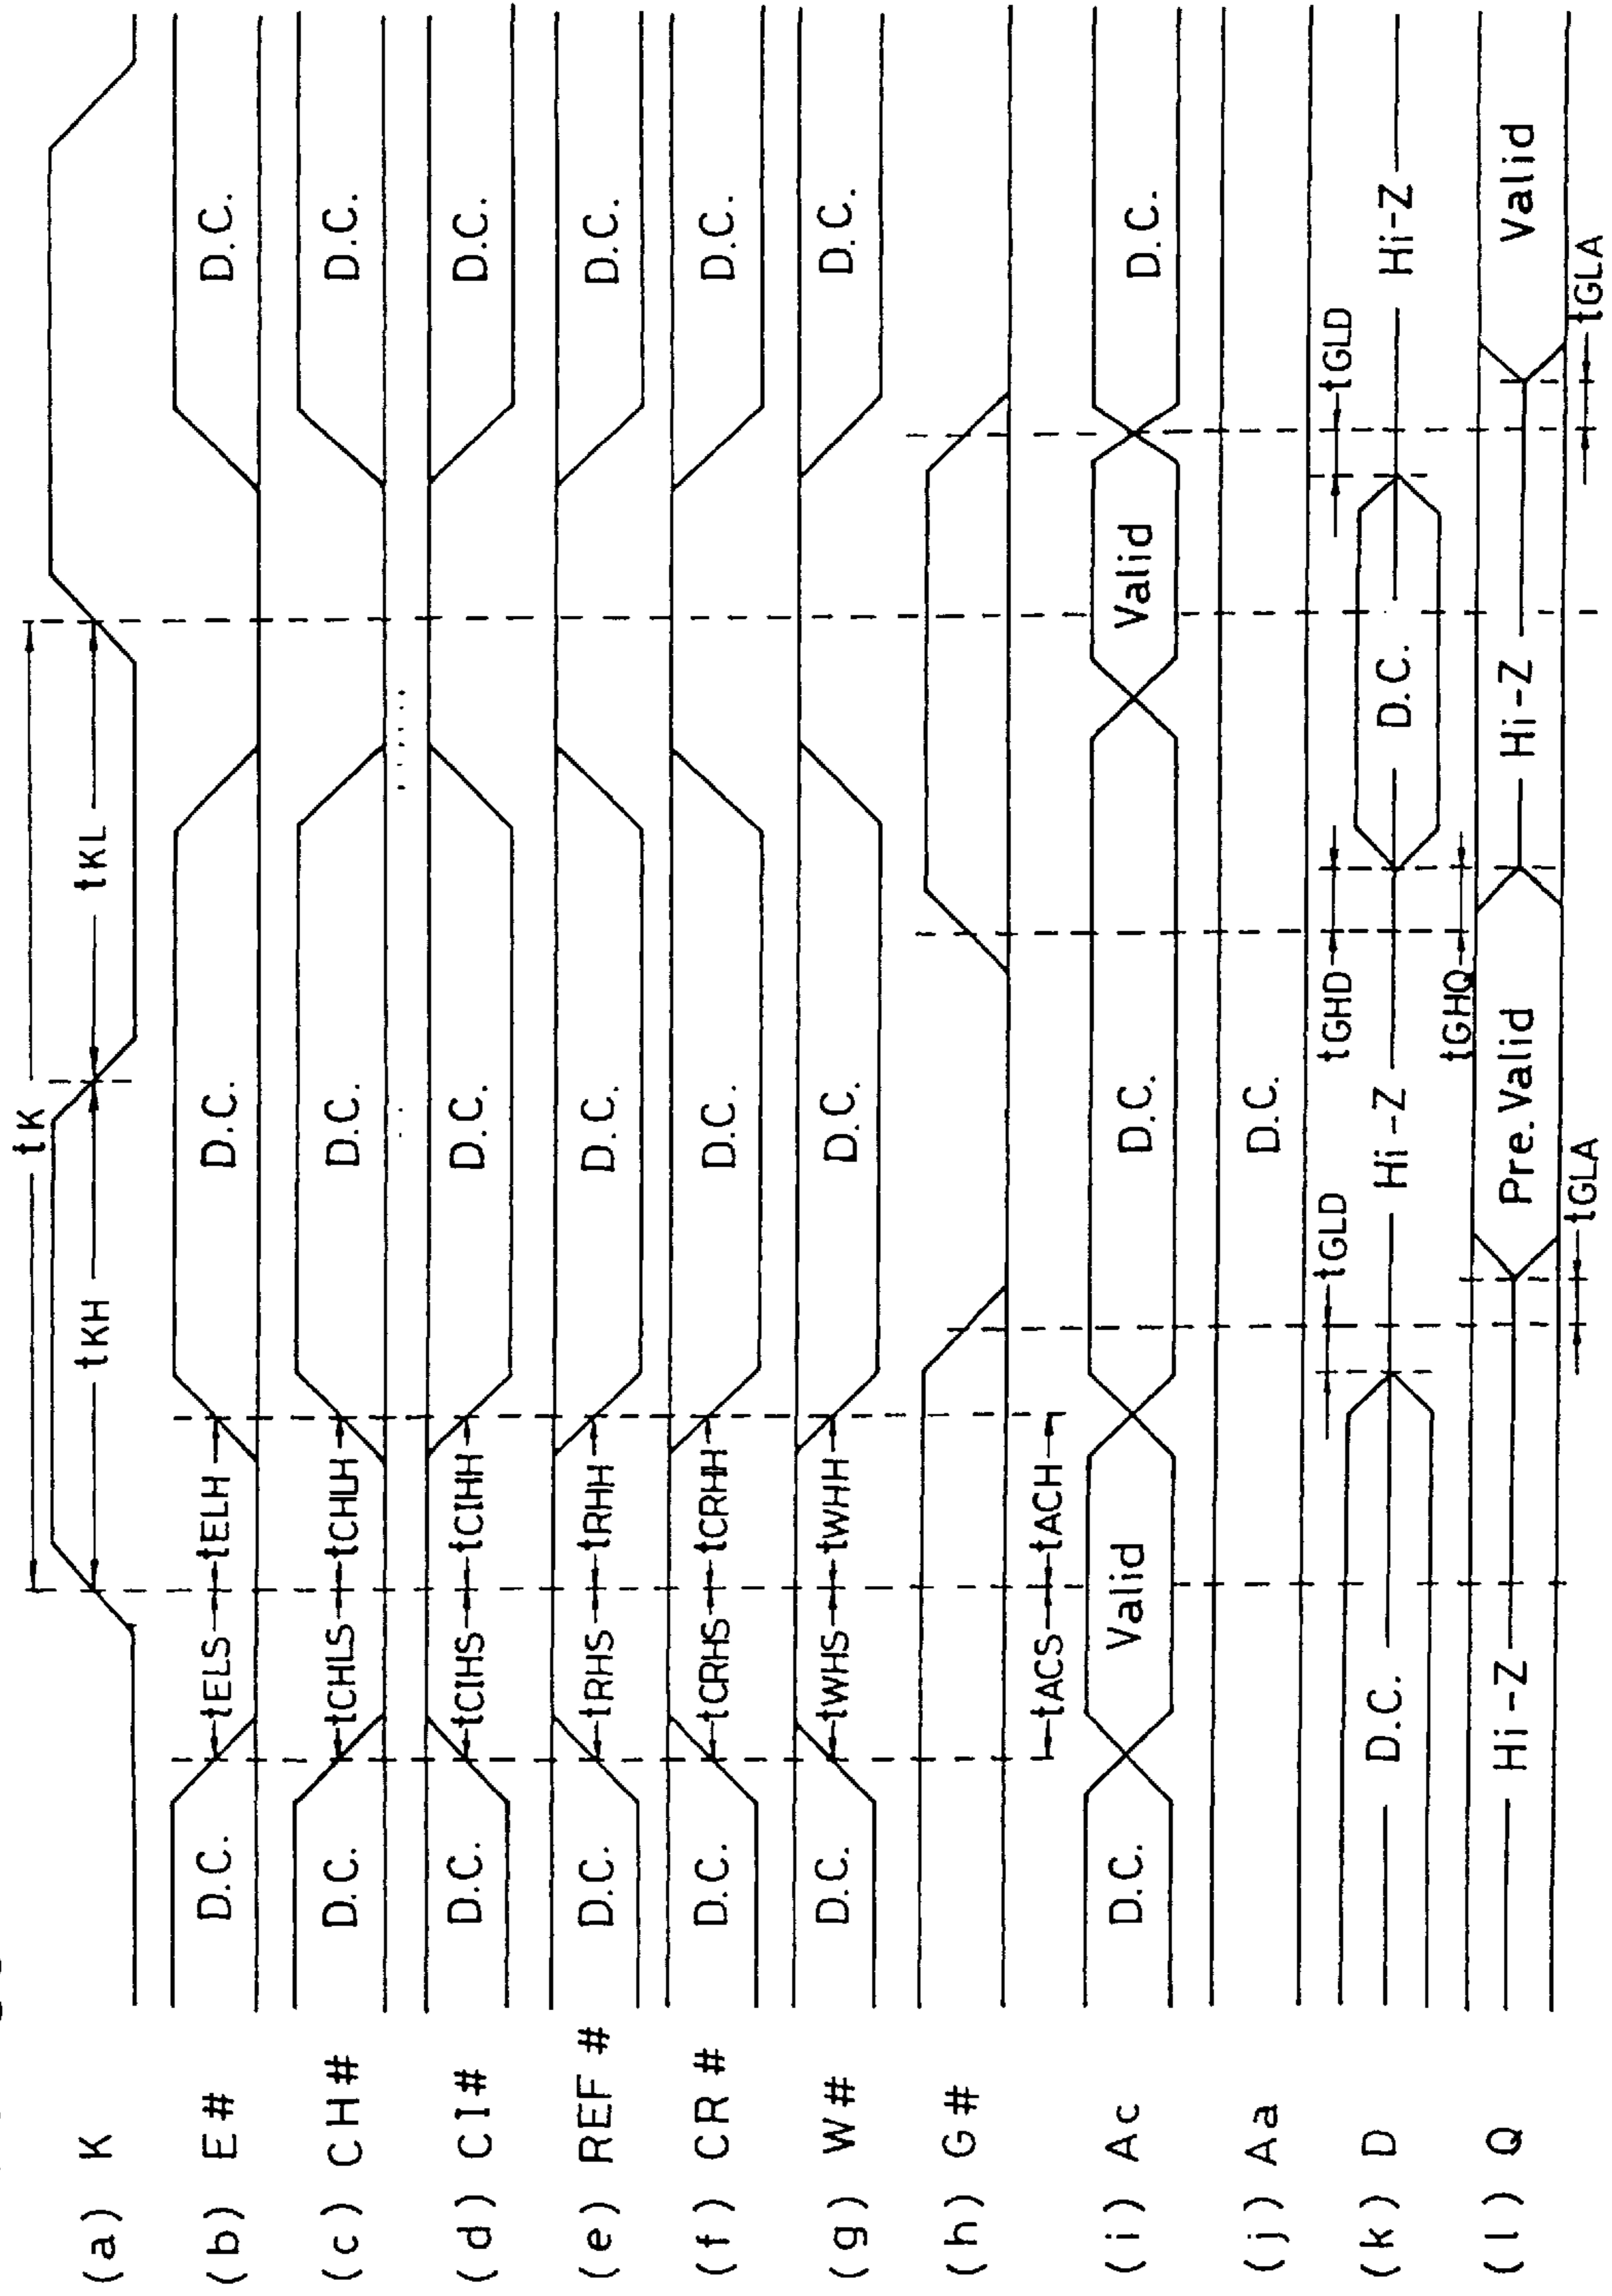 tK
(a) K
tKH
tKL
(b) E#
D.C.
tELS
tELH
D.C.
D.C.
(c) CH#
D.C.
tCHLS
tCHLH
D.C.
D.C.
(d) CI#
D.C.
tCIHS
tCIHH
D.C.
D.C.
(e) REF#
D.C.
tRHS
tRHH
D.C.
D.C.
(f) CR#
D.C.
tCRHS
tCRHH
D.C.
D.C.
(g) W#
D.C.
tWHS
tWHH
D.C.
D.C.
(h) G#
tACS
tACH
(i) Ac
D.C.
Valid
D.C.
Valid
D.C.
(j) Aa
D.C.
tGLD
tGHD
tGLD
(k) D
D.C.
Hi-Z
D.C.
Hi-Z
tGHQ
(l) Q
Hi-Z
Pre. Valid
Hi-Z
Valid
tGLA
tGLA